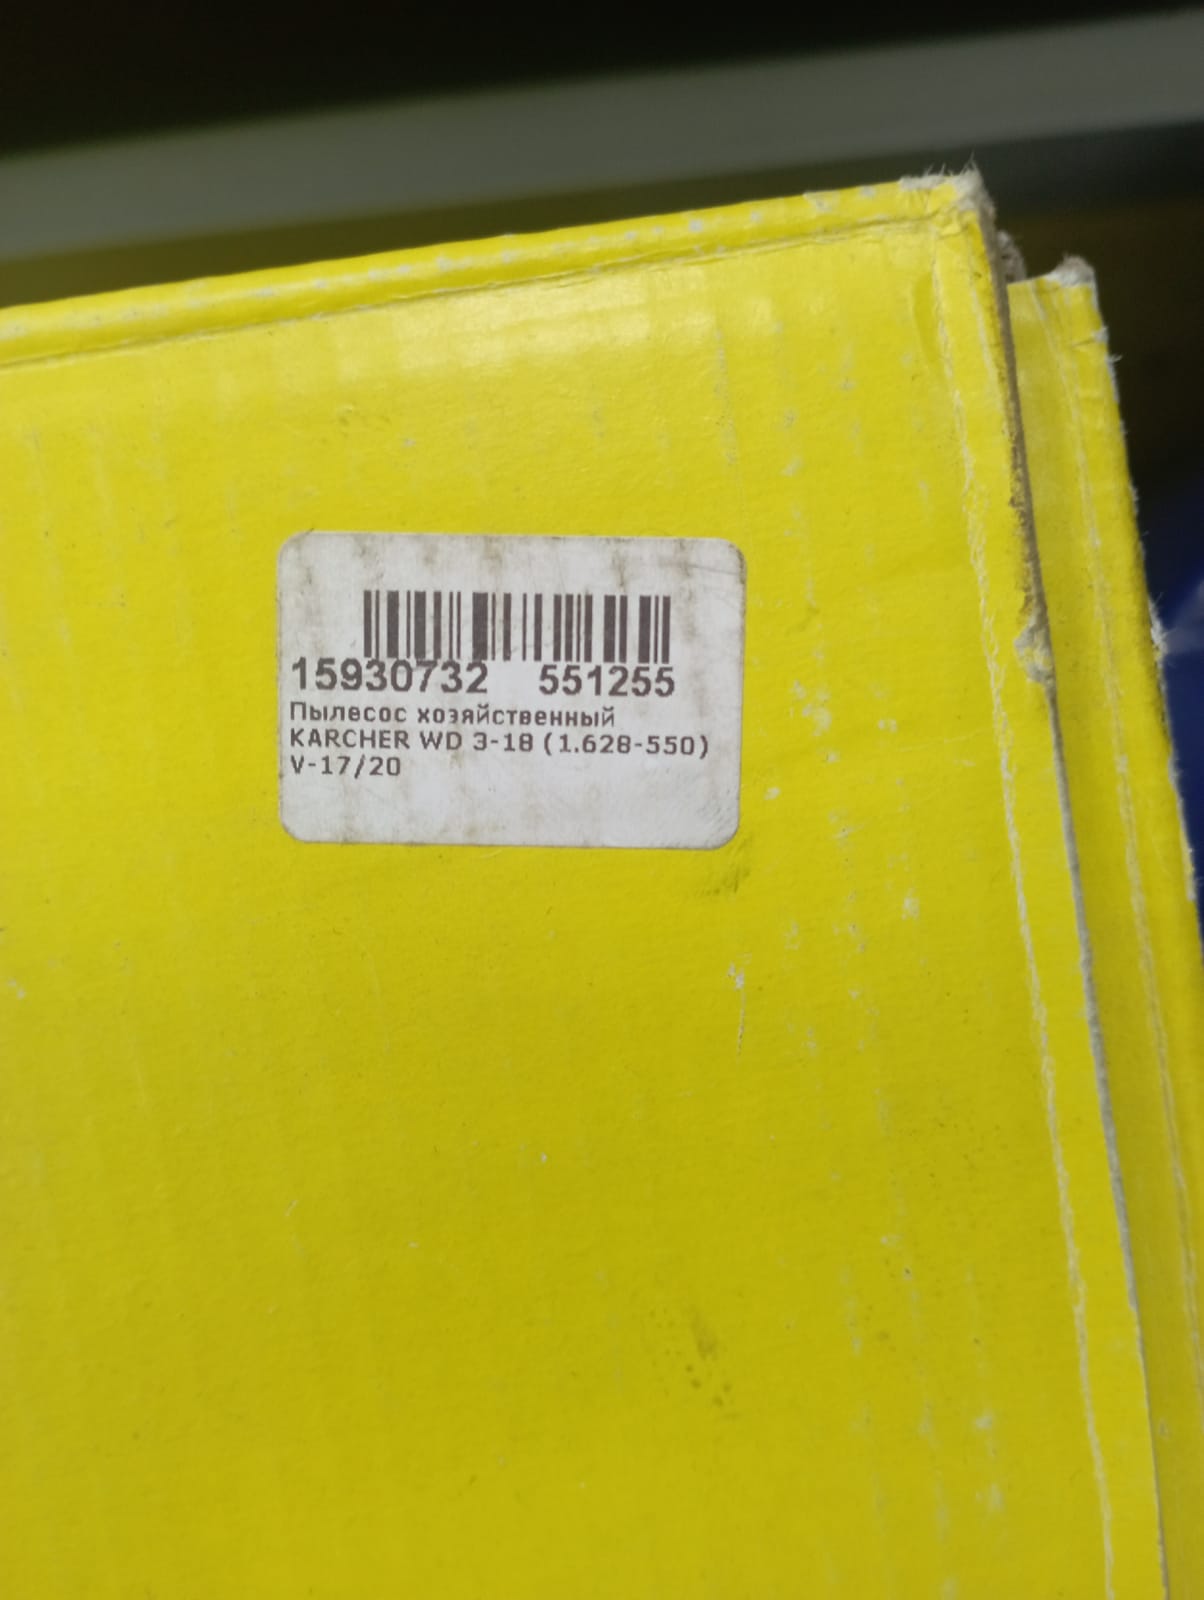 15930732 551255
Пылесос хозяйственный
KARCHER WD 3-18 (1.628-550)
V-17/20